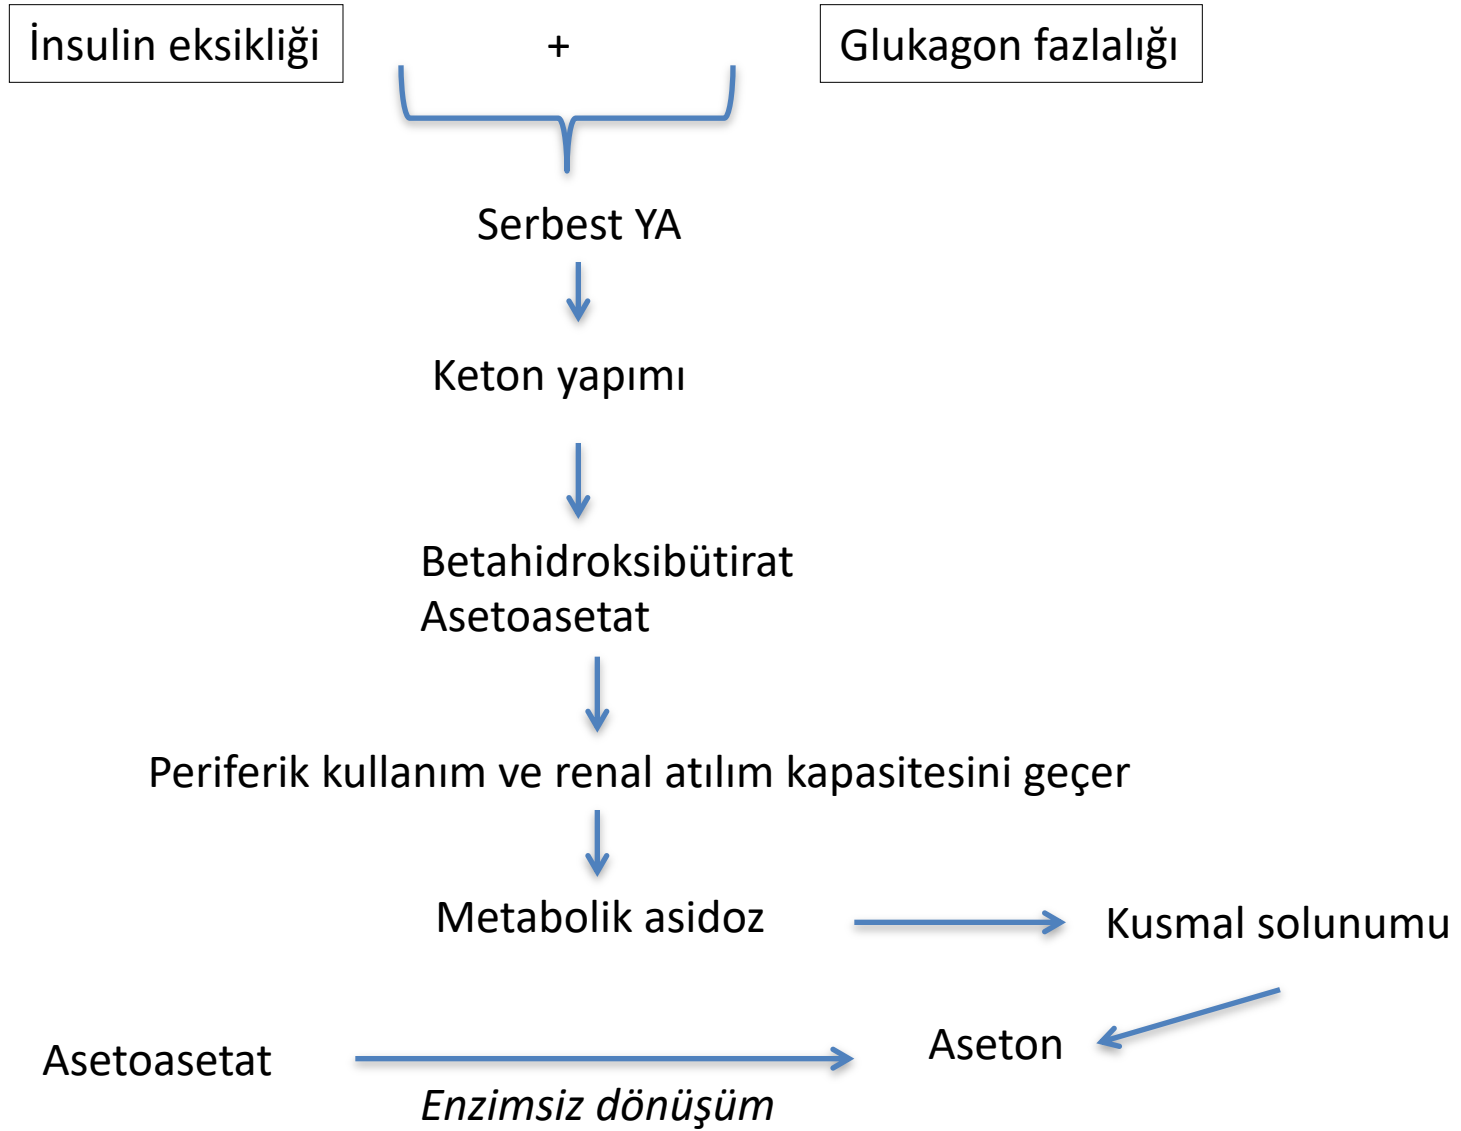 İnsulin eksikliği + Glukagon fazlalığı
Serbest YA
Keton yapımı
Betahidroksibütirat
Asetoasetat
Periferik kullanım ve renal atılım kapasitesini geçer
Metabolik asidoz
Kusmal solunumu
Asetoasetat
Aseton
Enzimsiz dönüşüm